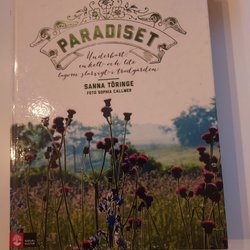 PARADISET
Underbart
enkelt och lite
lagom slarvigt i trädgården
SANNA TÖRINGE
FOTO SOPHIA CALLMER